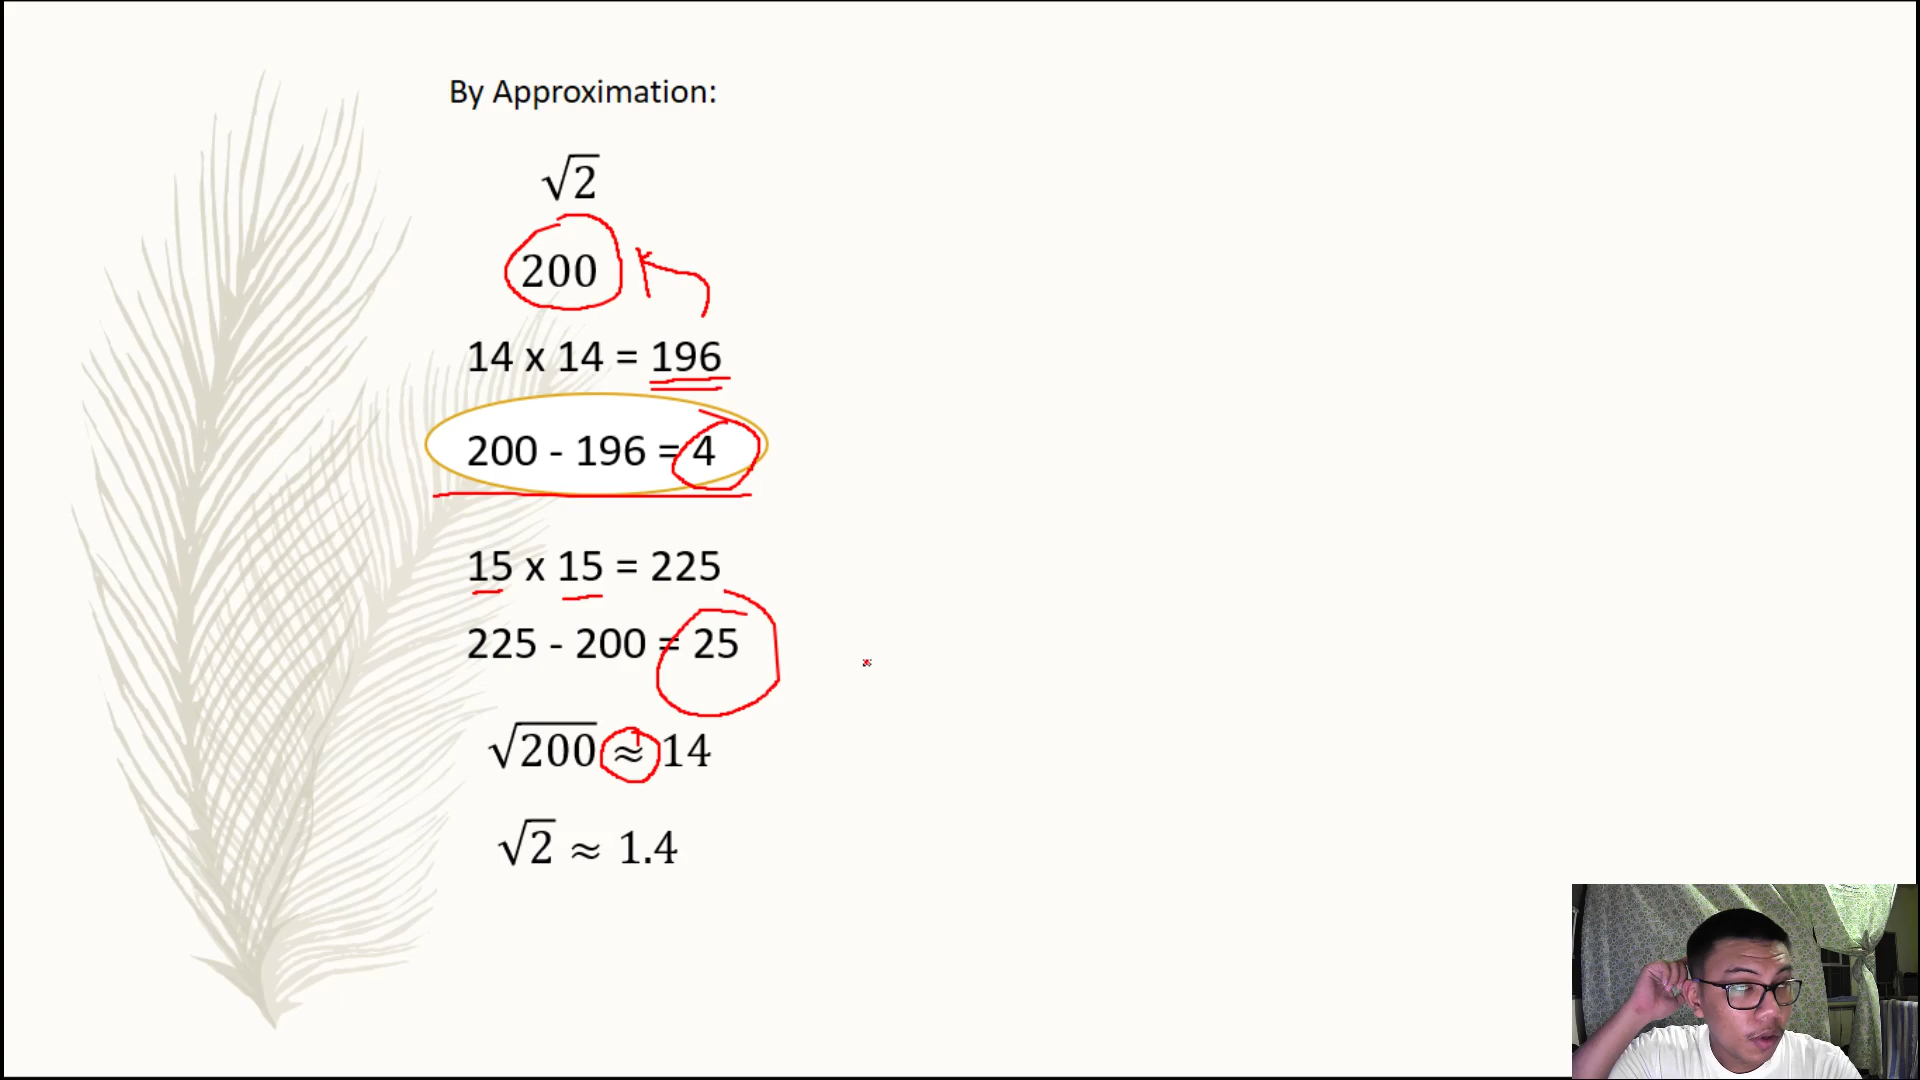 By Approximation:
√2
200
14 x 14 = 196
200 - 196 = 4
15 x 15 = 225
225 - 200 = 25
√200 ≈ 14
√2 ≈ 1.4